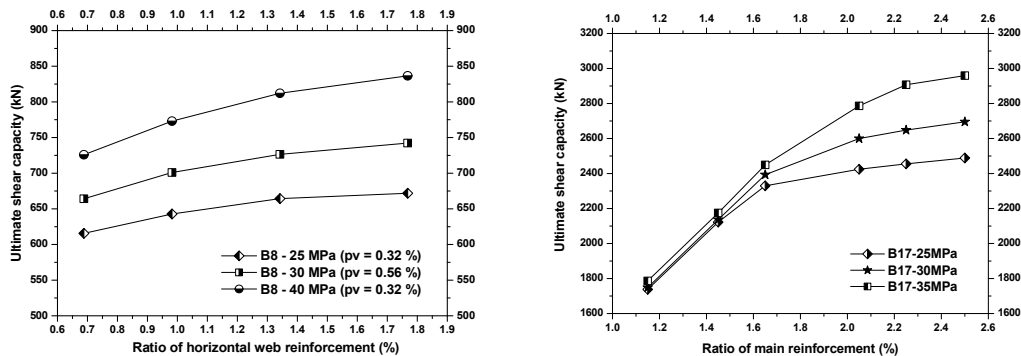 0.6 0.7 0.8 0.9 1.0 1.1 1.2 1.3 1.4 1.5 1.6 1.7 1.8 1.9
900 900
850 850
800 800
750 750
700 700
650 650
600 600
550 550
500 500
Ultimate shear capacity (kN)
B8 - 25 MPa (pv = 0.32 %)
B8 - 30 MPa (pv = 0.56 %)
B8 - 40 MPa (pv = 0.32 %)
0.6 0.7 0.8 0.9 1.0 1.1 1.2 1.3 1.4 1.5 1.6 1.7 1.8 1.9
Ratio of horizontal web reinforcement (%)
1.0 1.2 1.4 1.6 1.8 2.0 2.2 2.4 2.6
3200 3200
3000 3000
2800 2800
2600 2600
2400 2400
2200 2200
2000 2000
1800 1800
1600 1600
Ultimate shear capacity (kN)
B17-25MPa
B17-30MPa
B17-35MPa
1.0 1.2 1.4 1.6 1.8 2.0 2.2 2.4 2.6
Ratio of main reinforcement (%)